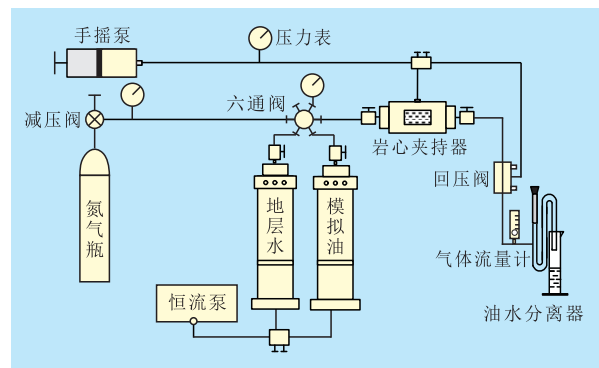 手摇泵
压力表
六通阀
减压阀
岩心夹持器
回压阀
氮气瓶
地层水
模拟油
气体流量计
恒流泵
油水分离器